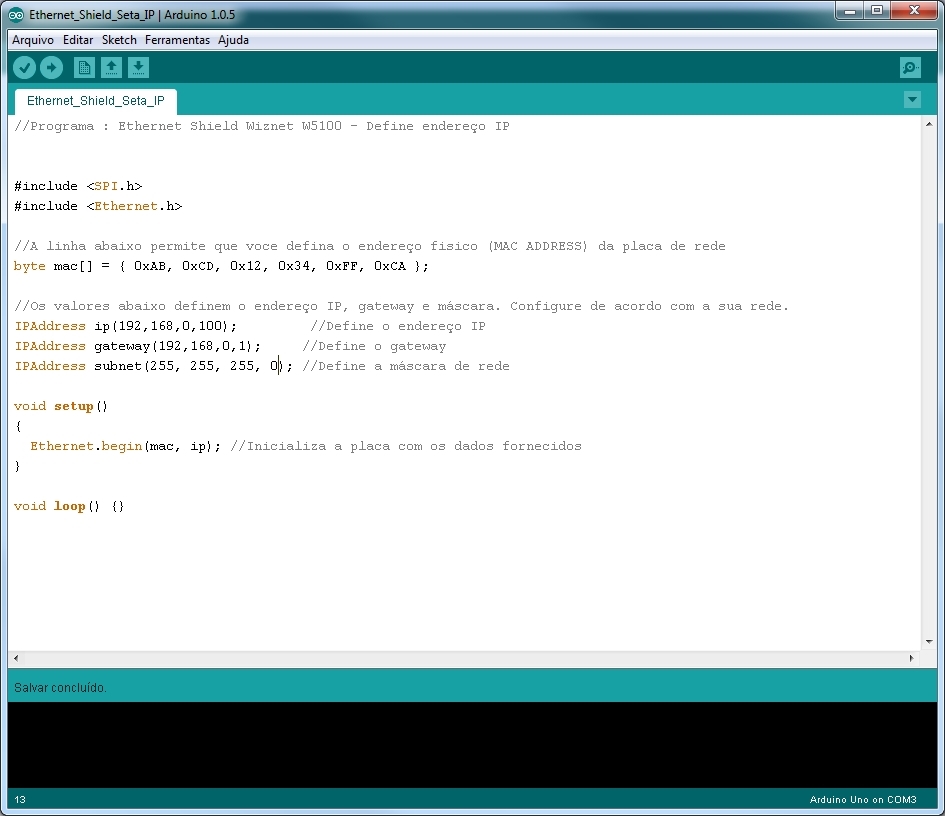 Ethernet_Shield_Seta_IP | Arduino 1.0.5
Arquivo Editar Sketch Ferramentas Ajuda
Ethernet_Shield_Seta_IP
//Programa : Ethernet Shield Wiznet W5100 - Define endereço IP
#include <SPI.h>
#include <Ethernet.h>
//A linha abaixo permite que voce defina o endereço fisico (MAC ADDRESS) da placa de rede
byte mac[] = { 0xAB, 0xCD, 0x12, 0x34, 0xFF, 0xCA };
//Os valores abaixo definem o endereço IP, gateway e máscara. Configure de acordo com a sua rede.
IPAddress ip(192,168,0,100);         //Define o endereço IP
IPAddress gateway(192,168,0,1);     //Define o gateway
IPAddress subnet(255, 255, 255, 0); //Define a máscara de rede
void setup()
{
  Ethernet.begin(mac, ip); //Inicializa a placa com os dados fornecidos
}
void loop() {}
Salvar concluído.
13
Arduino Uno on COM3